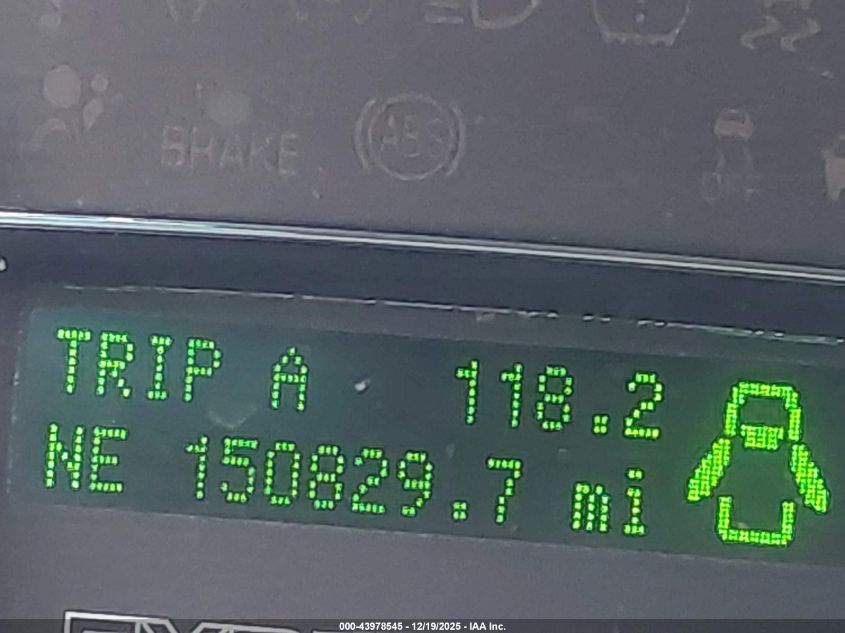 BRAKE
ABS
OFF
TRIP A 118.2
NE 150829.7 mi
000-43978545 - 12/19/2025 - IAA Inc.